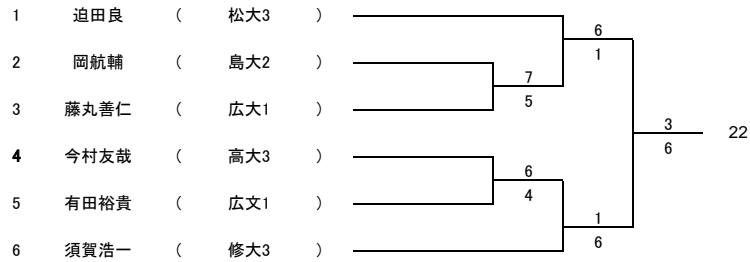 1 迫田良 ( 松大3 )
6
1
2 岡航輔 ( 島大2 )
7
5
3 藤丸善仁 ( 広大1 )
3
6
22
4 今村友哉 ( 高大3 )
6
4
5 有田裕貴 ( 広文1 )
1
6
6 須賀浩一 ( 修大3 )